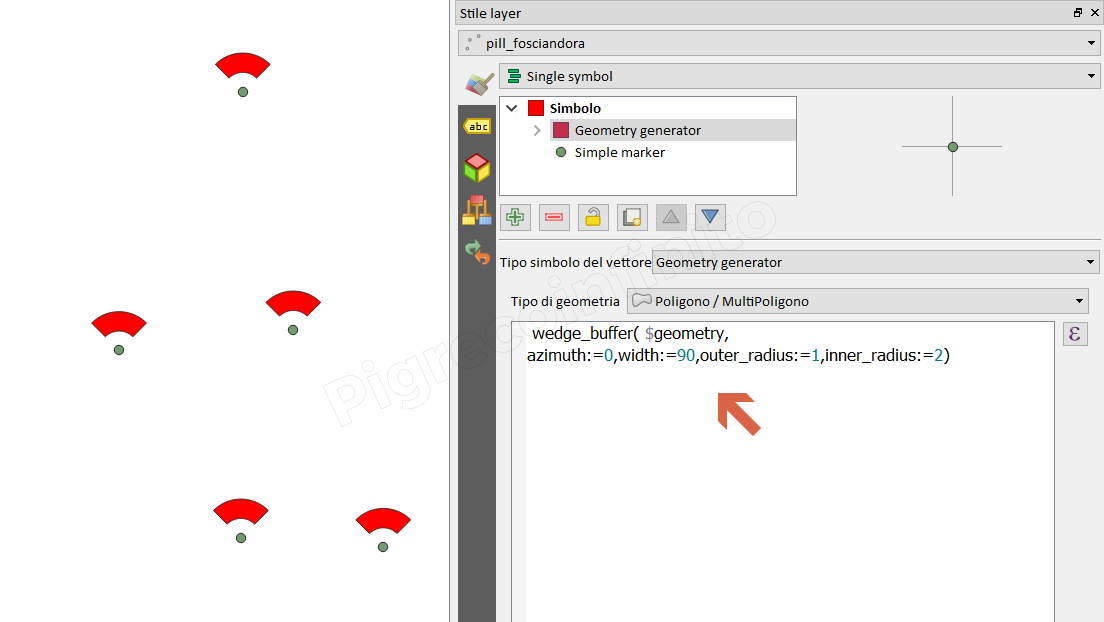 Stile layer
pill_fosciandora
Single symbol
abc
Simbolo
Geometry generator
Simple marker
Tipo simbolo del vettore Geometry generator
Tipo di geometria Poligono / MultiPoligono
wedge_buffer( $geometry,
azimuth:=0,width:=90,outer_radius:=1,inner_radius:=2)
ε
Pigrecoinfinito